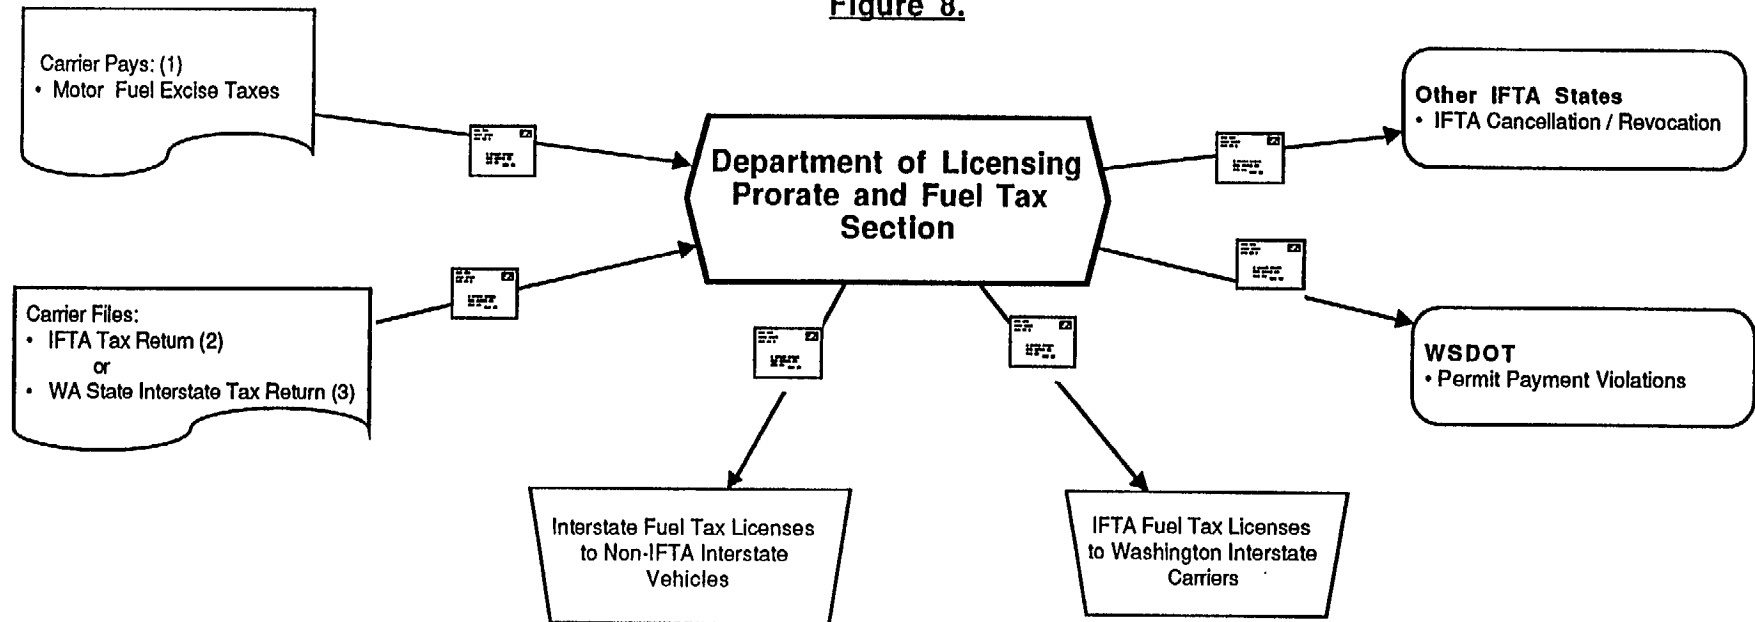 Figure 8.
Carrier Pays: (1)
• Motor Fuel Excise Taxes
Other IFTA States
• IFTA Cancellation / Revocation
Department of Licensing
Prorate and Fuel Tax
Section
Carrier Files:
• IFTA Tax Return (2)
or
• WA State Interstate Tax Return (3)
WSDOT
• Permit Payment Violations
Interstate Fuel Tax Licenses
to Non-IFTA Interstate
Vehicles
IFTA Fuel Tax Licenses
to Washington Interstate
Carriers